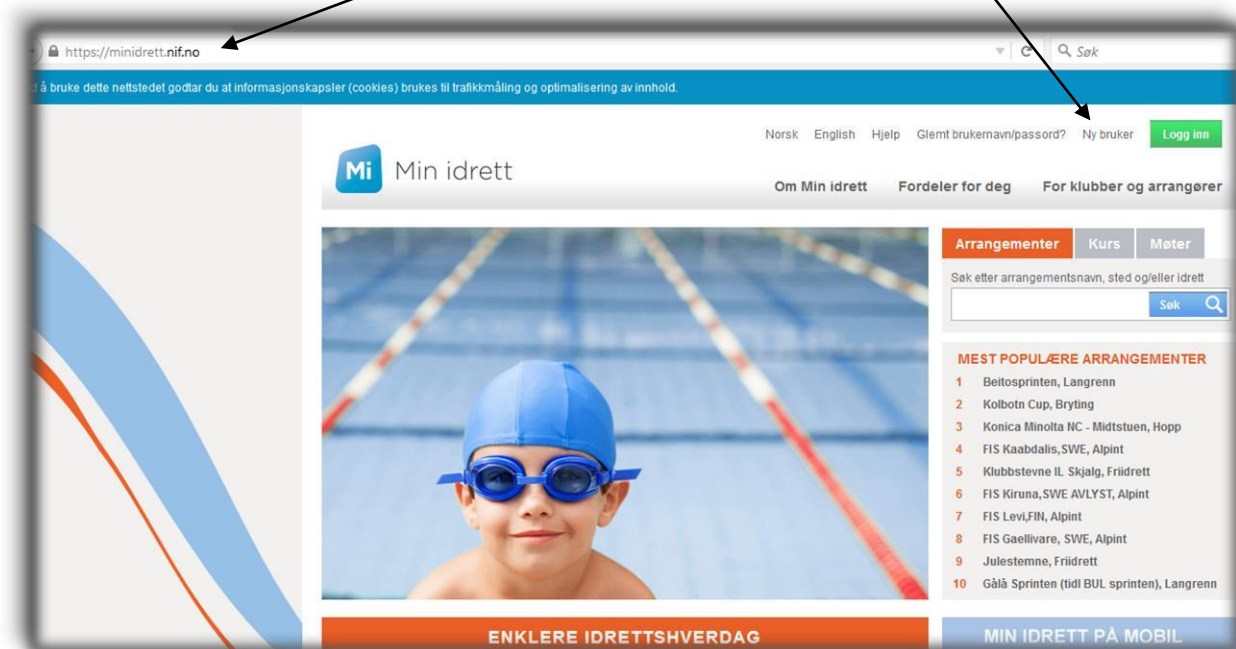 https://minidrett.nif.no
Søk
d å bruke dette nettstedet godtar du at informasjonskapsler (cookies) brukes til trafikkmåling og optimalisering av innhold.
Norsk English Hjelp Glemt brukernavn/passord? Ny bruker Logg inn
Mi Min idrett
Om Min idrett Fordeler for deg For klubber og arrangører
Arrangementer Kurs Møter
Søk etter arrangementsnavn, sted og/eller idrett
Søk
MEST POPULÆRE ARRANGEMENTER
1 Beitosprinten, Langrenn
2 Kolbotn Cup, Bryting
3 Konica Minolta NC - Midtstuen, Hopp
4 FIS Kaabdalis,SWE, Alpint
5 Klubbstevne IL Skjalg, Friidrett
6 FIS Kiruna,SWE AVLYST, Alpint
7 FIS Levi,FIN, Alpint
8 FIS Gaellivare, SWE, Alpint
9 Julestemne, Friidrett
10 Gålå Sprinten (tidl BUL sprinten), Langrenn
ENKLERE IDRETTSHVERDAG
MIN IDRETT PÅ MOBIL